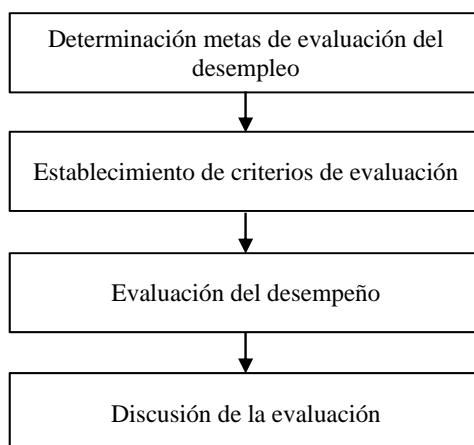 Determinación metas de evaluación del
desempleo
Establecimiento de criterios de evaluación
Evaluación del desempeño
Discusión de la evaluación